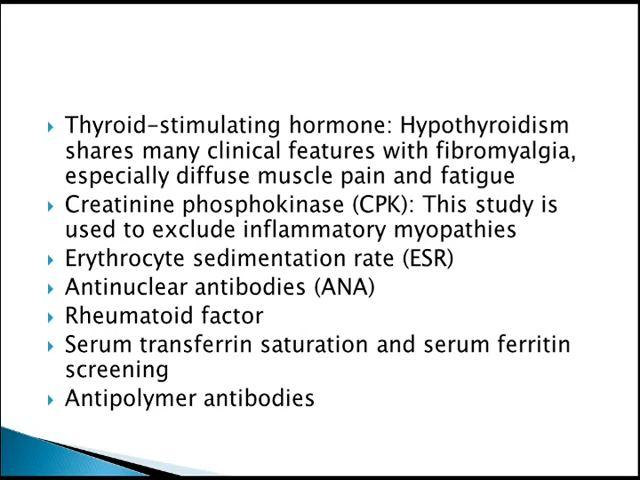 Thyroid-stimulating hormone: Hypothyroidism
shares many clinical features with fibromyalgia,
especially diffuse muscle pain and fatigue
Creatinine phosphokinase (CPK): This study is
used to exclude inflammatory myopathies
Erythrocyte sedimentation rate (ESR)
Antinuclear antibodies (ANA)
Rheumatoid factor
Serum transferrin saturation and serum ferritin
screening
Antipolymer antibodies